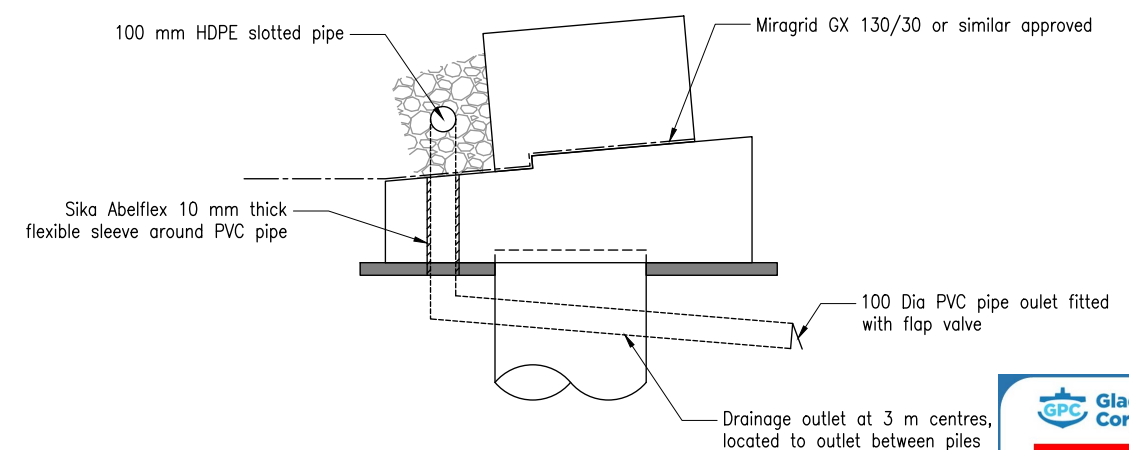 100 mm HDPE slotted pipe
Miragrid GX 130/30 or similar approved
Sika Abelflex 10 mm thick
flexible sleeve around PVC pipe
100 Dia PVC pipe oulet fitted
with flap valve
Drainage outlet at 3 m centres,
located to outlet between piles
GPC